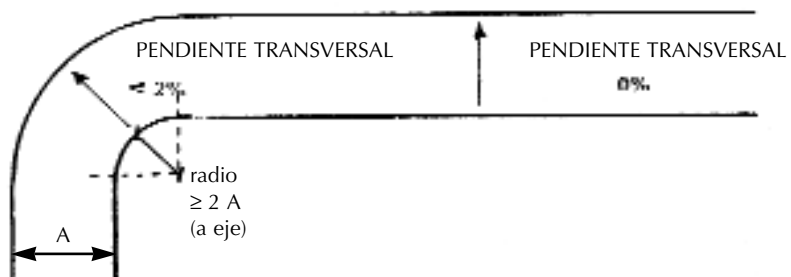 PENDIENTE TRANSVERSAL
< 2%
PENDIENTE TRANSVERSAL
0%
radio
≥ 2 A
(a eje)
A